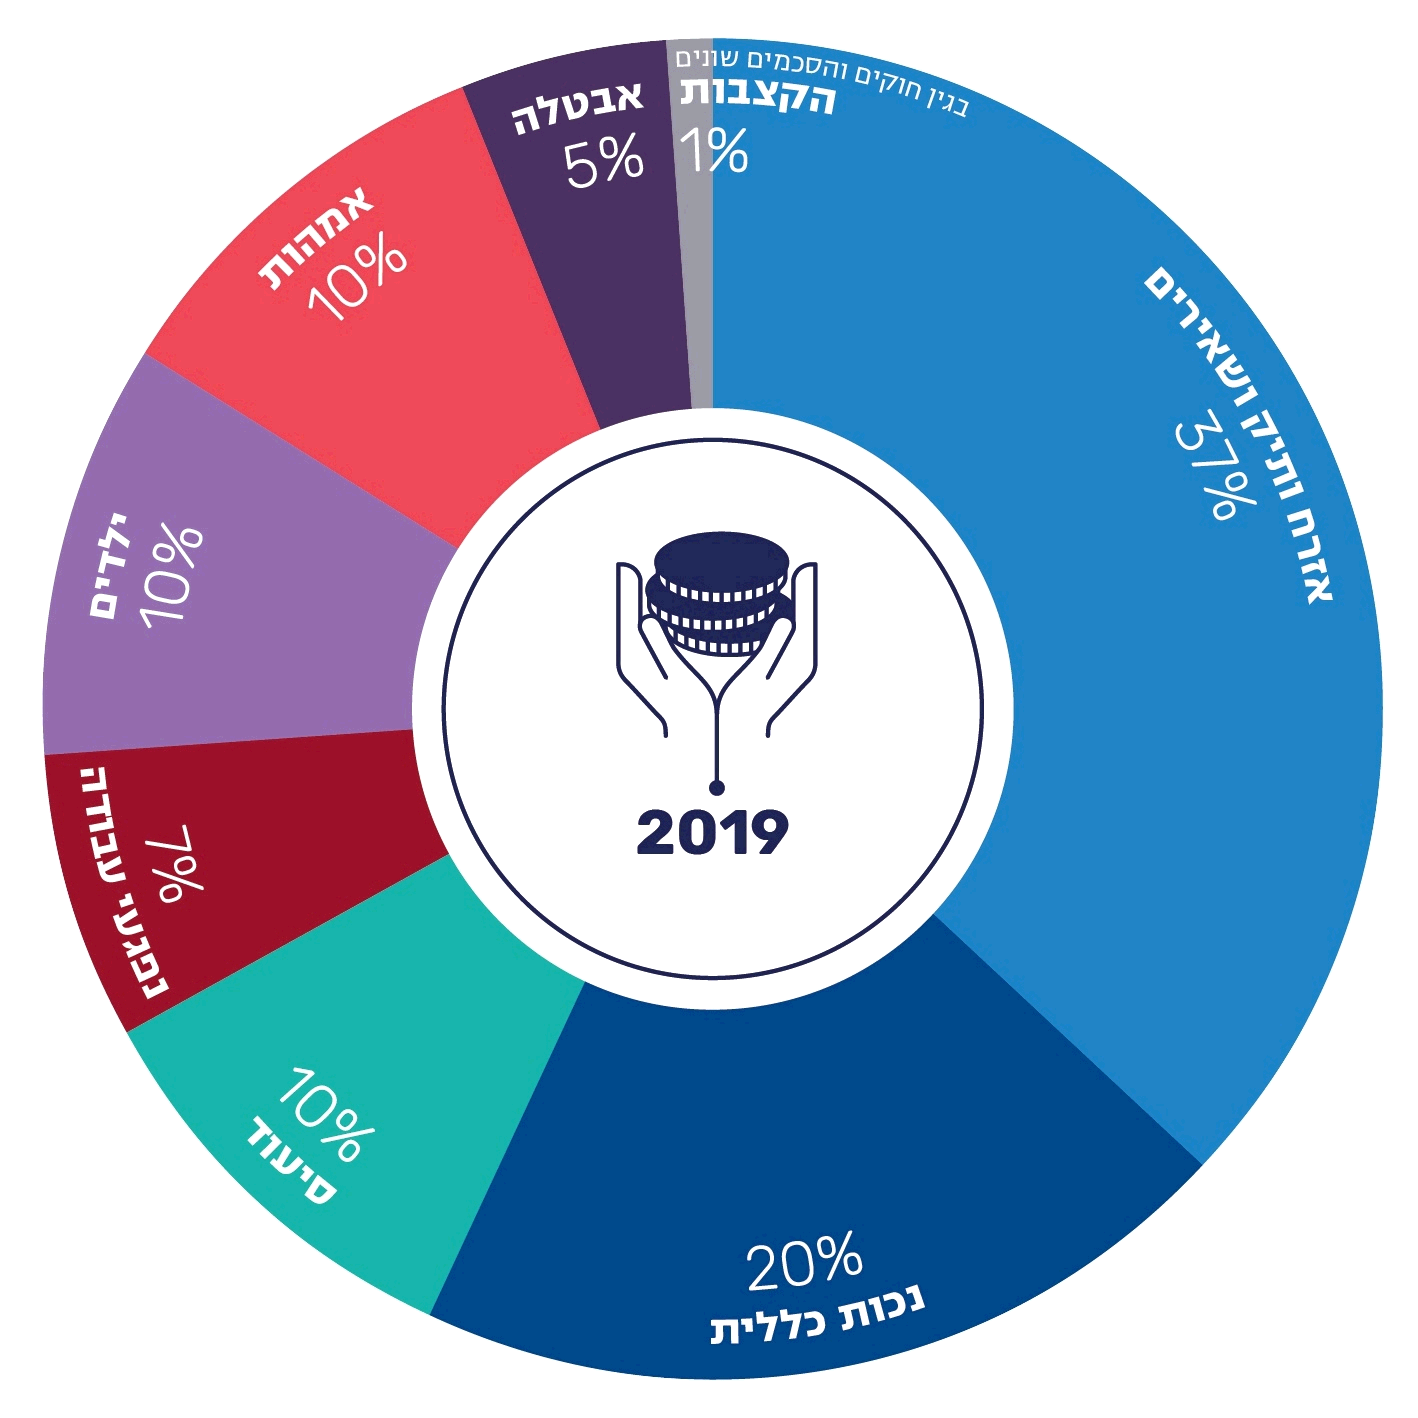 הקצבות
בגין חוקים והסכמים שונים
1%
אזרח ותיק ושאירים
37%
20%
נכות כללית
10%
סיעוד
נפגעי עבודה
7%
ילדים
10%
אמהות
10%
אבטלה
5%
2019